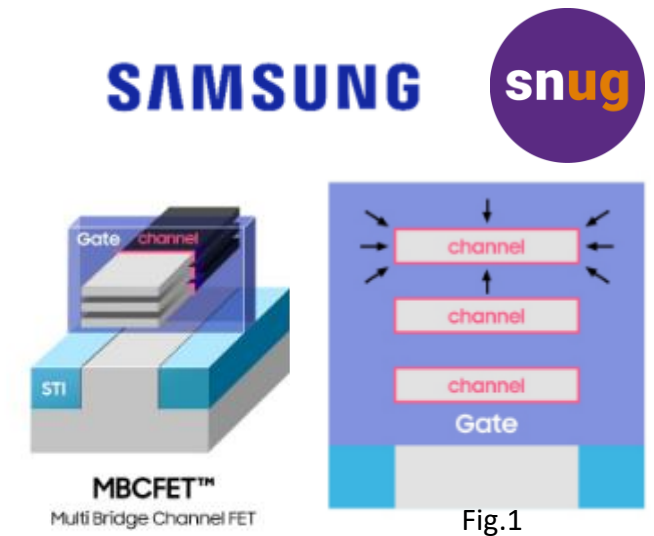 SAMSUNG
snug
Gate channel
STI
MBCFET™
Multi Bridge Channel FET
channel
channel
channel
Gate
Fig.1